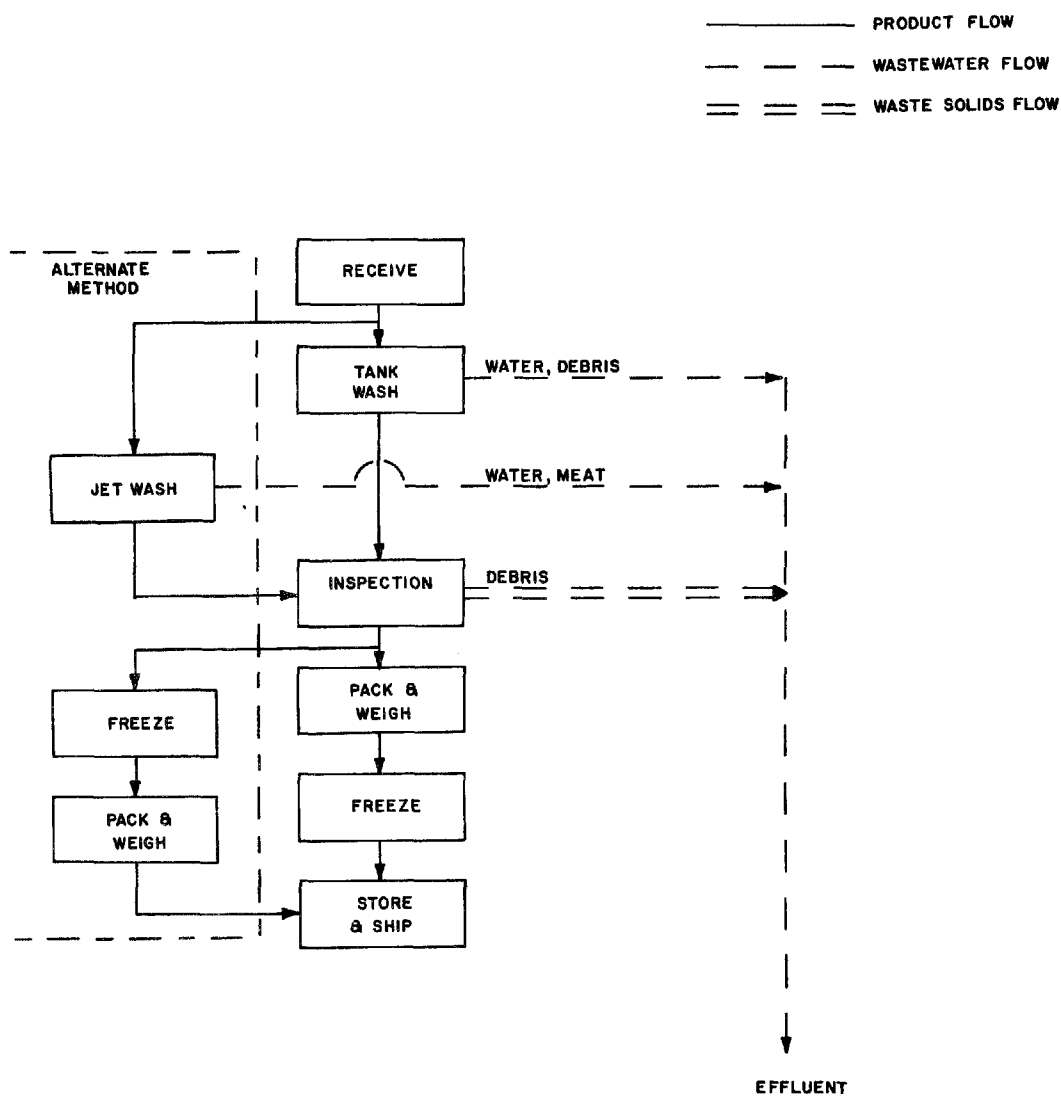 PRODUCT FLOW
WASTEWATER FLOW
WASTE SOLIDS FLOW
ALTERNATE
METHOD
RECEIVE
TANK
WASH
WATER, DEBRIS
JET WASH
WATER, MEAT
INSPECTION
DEBRIS
FREEZE
PACK &
WEIGH
PACK &
WEIGH
FREEZE
STORE
& SHIP
EFFLUENT